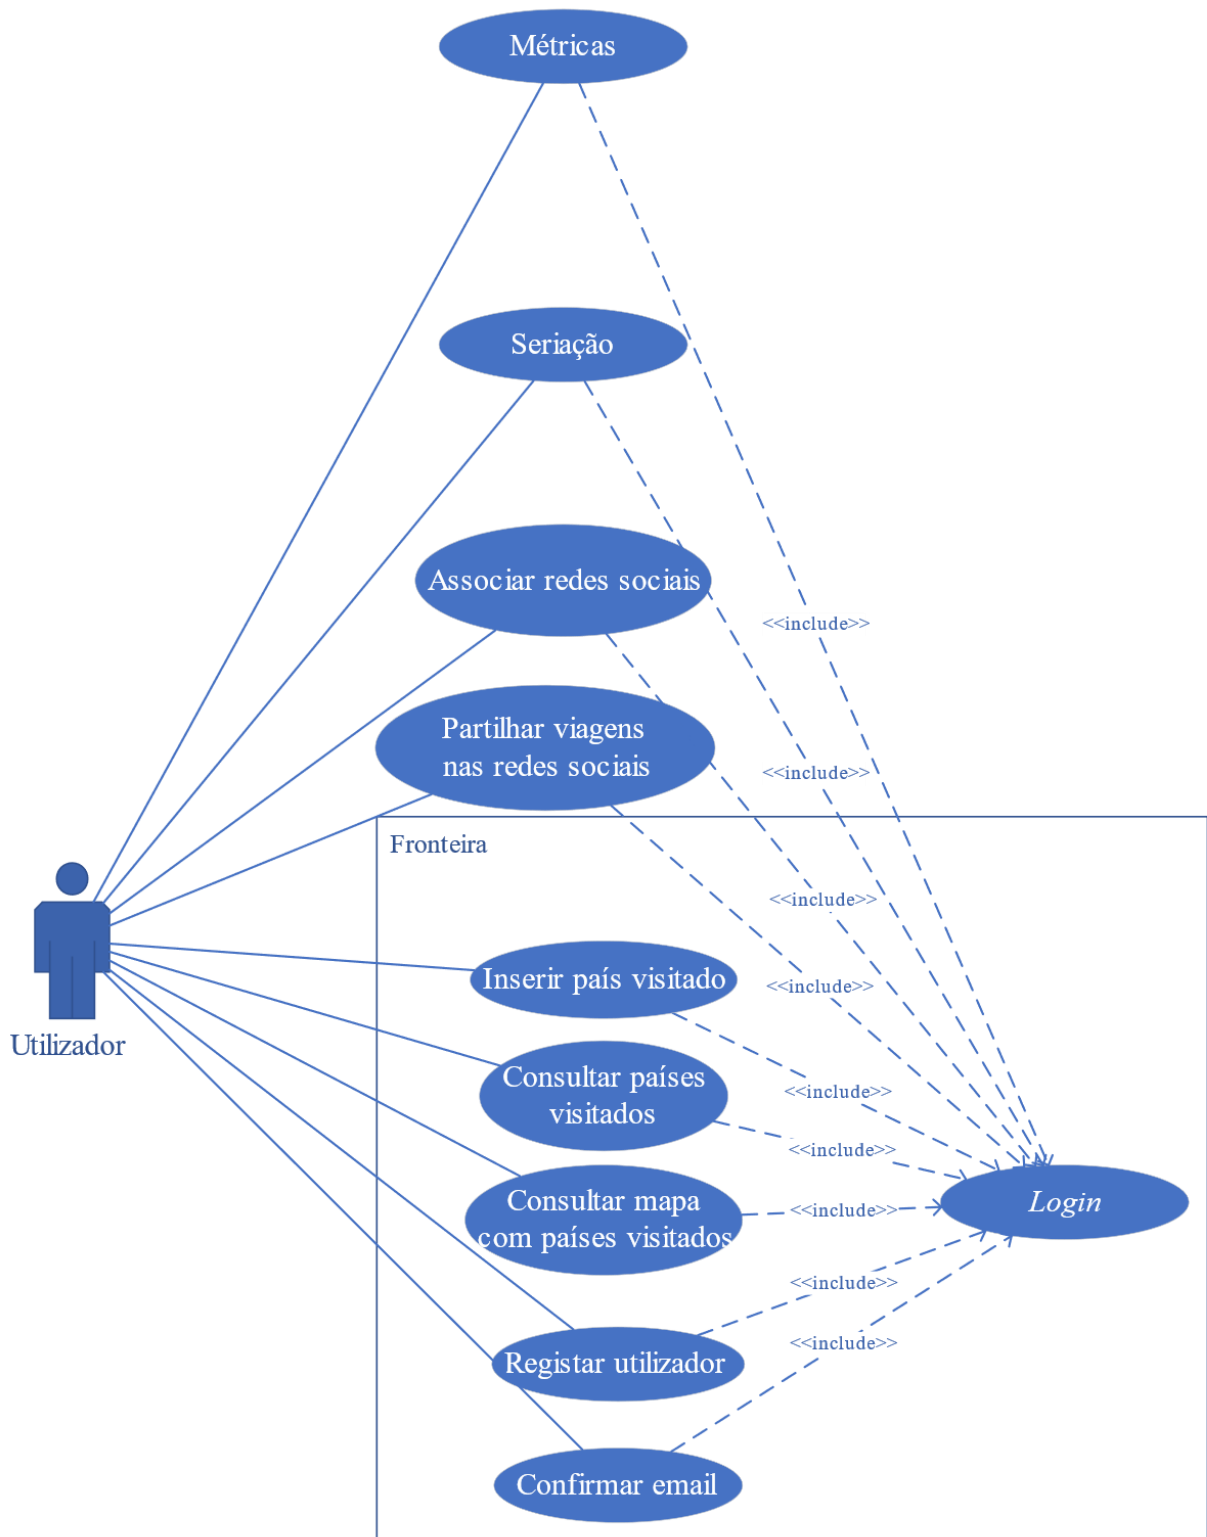 Métricas
Seriação
Associar redes sociais
<<include>>
Partilhar viagens
nas redes sociais
<<include>>
Fronteira
<<include>>
Inserir país visitado
<<include>>
Utilizador
Consultar países
visitados
<<include>>
<<include>>
Consultar mapa
com países visitados
<<include>>
Login
<<include>>
Registar utilizador
<<include>>
Confirmar email